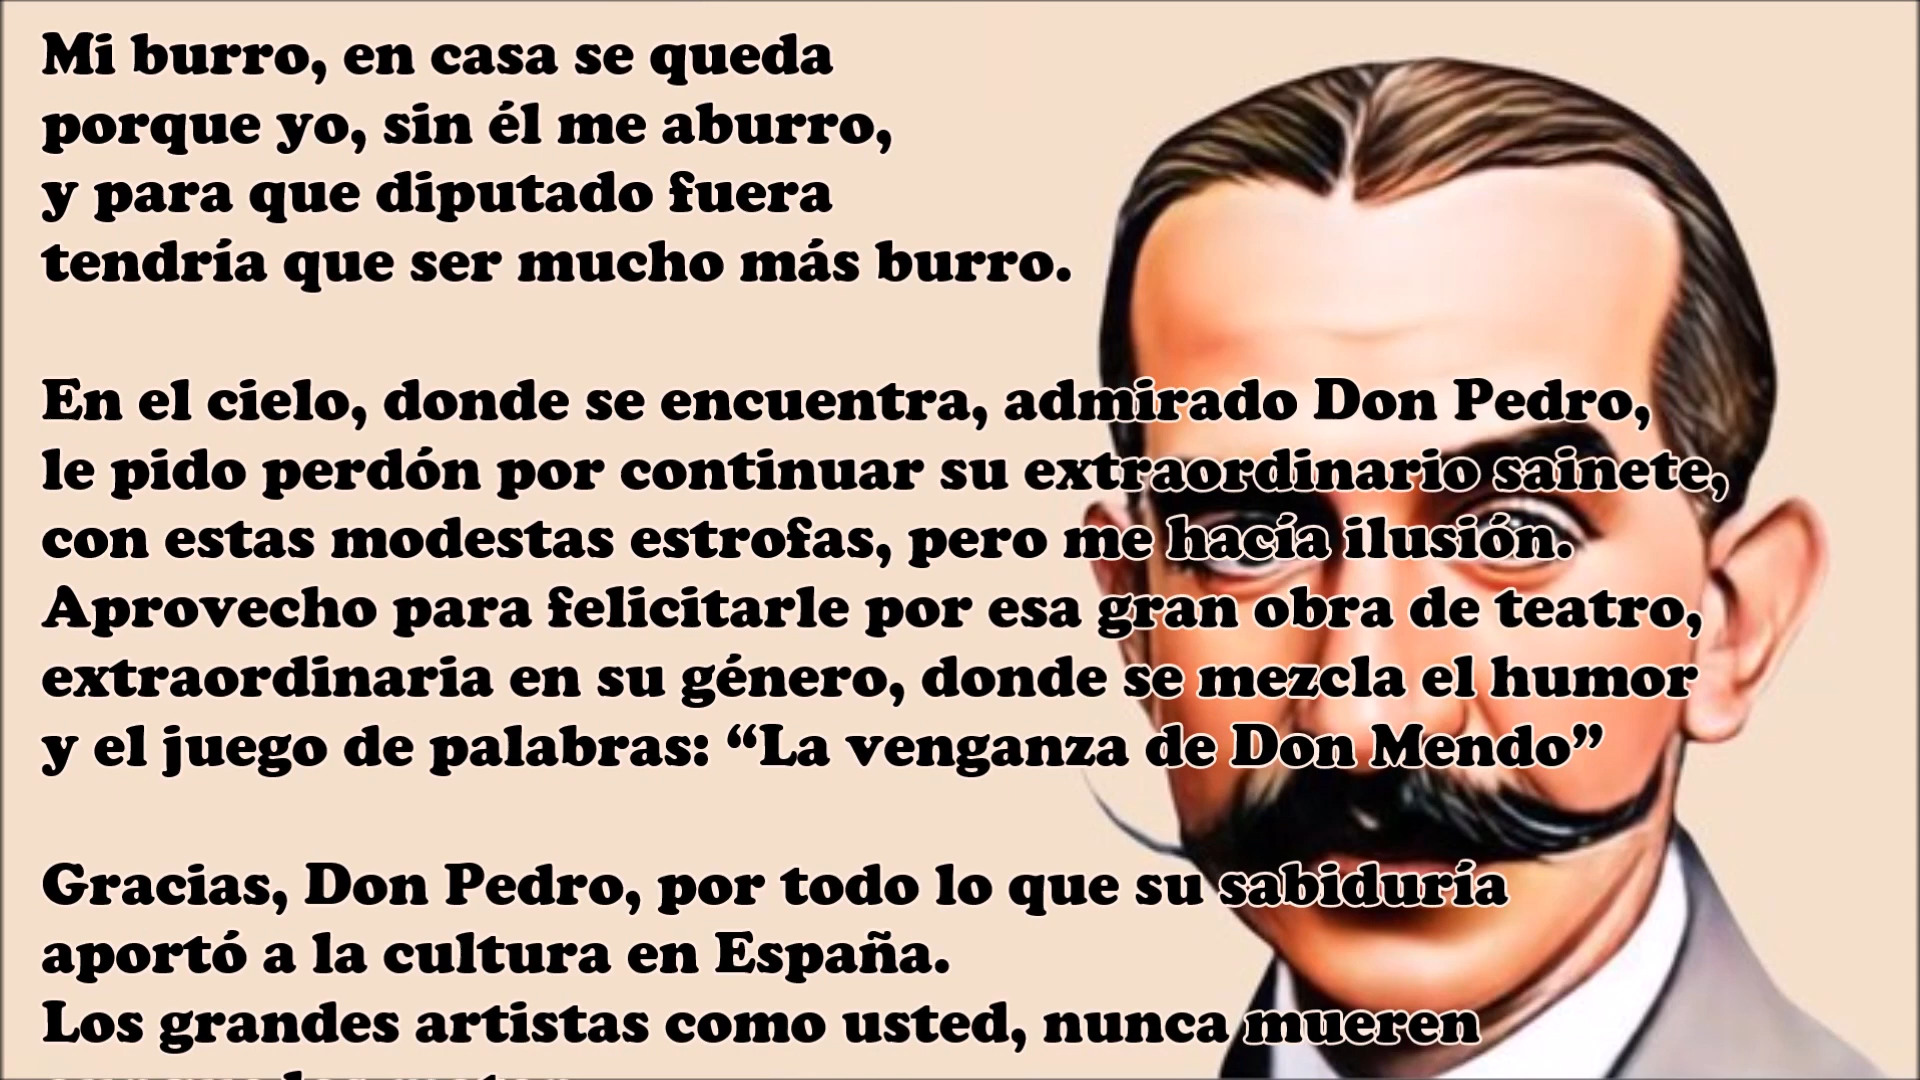 Mi burro, en casa se queda
porque yo, sin él me aburro,
y para que diputado fuera
tendría que ser mucho más burro.
En el cielo, donde se encuentra, admirado Don Pedro,
le pido perdón por continuar su extraordinario sainete,
con estas modestas estrofas, pero me hacía ilusión.
Aprovecho para felicitarle por esa gran obra de teatro,
extraordinaria en su género, donde se mezcla el humor
y el juego de palabras: “La venganza de Don Mendo”
Gracias, Don Pedro, por todo lo que su sabiduría
aportó a la cultura en España.
Los grandes artistas como usted, nunca mueren